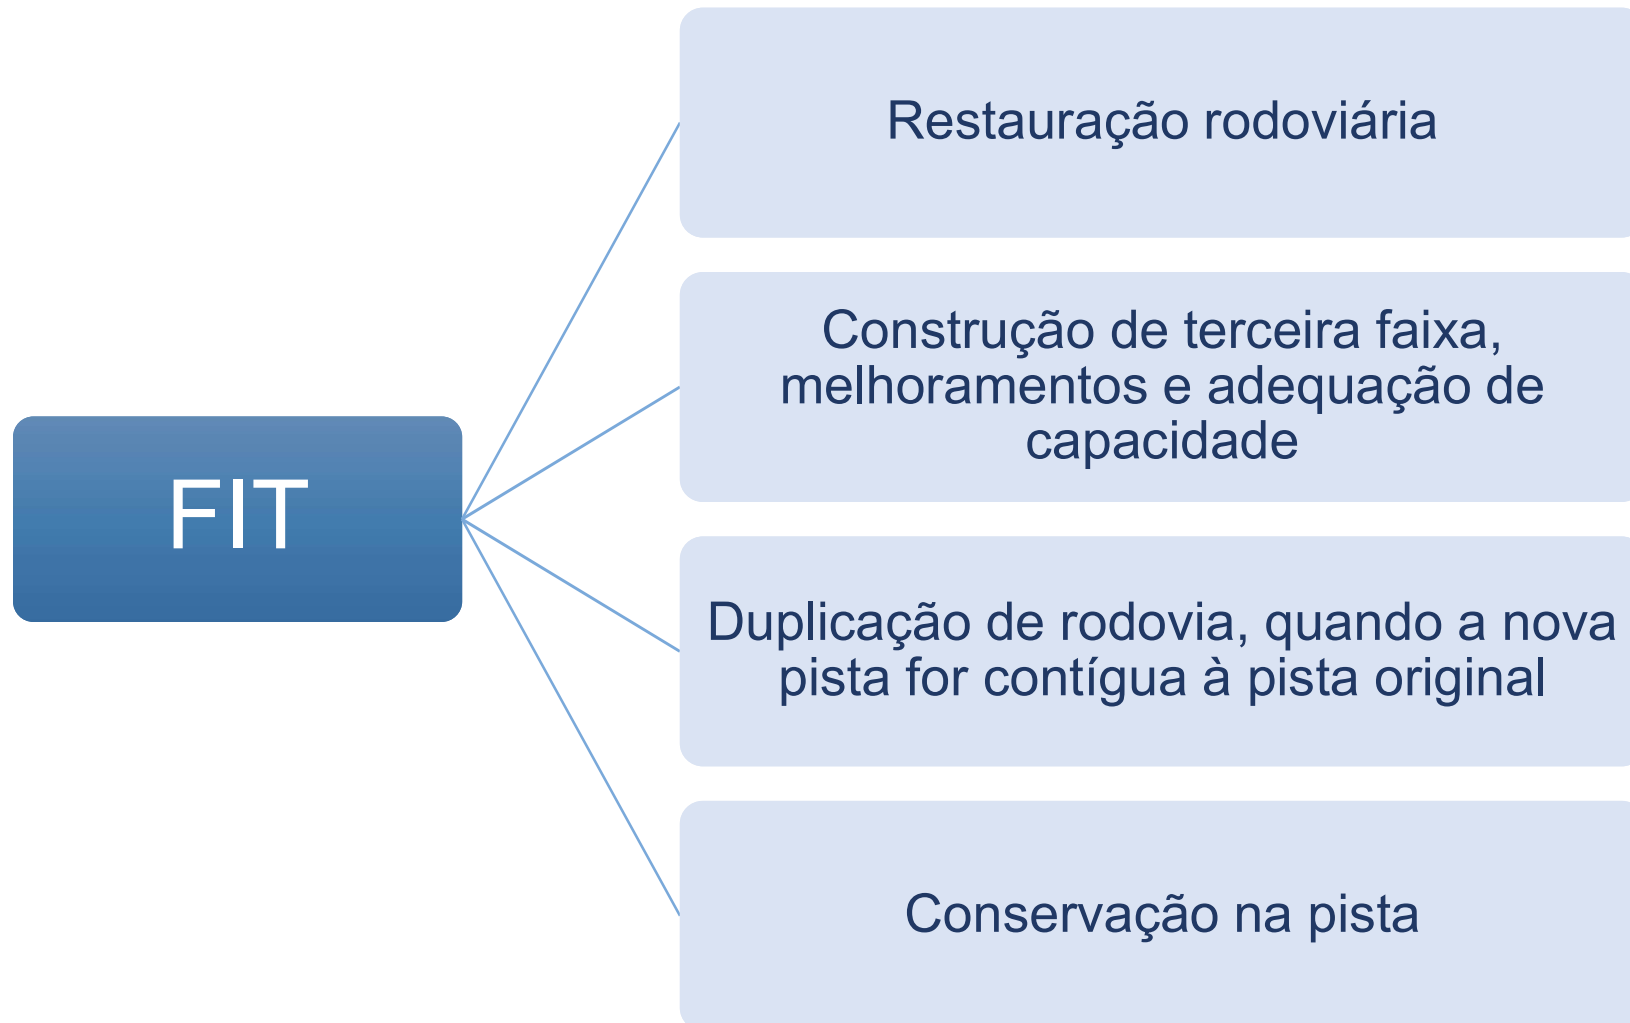 FIT
Restauração rodoviária
Construção de terceira faixa,
melhoramentos e adequação de
capacidade
Duplicação de rodovia, quando a nova
pista for contígua à pista original
Conservação na pista